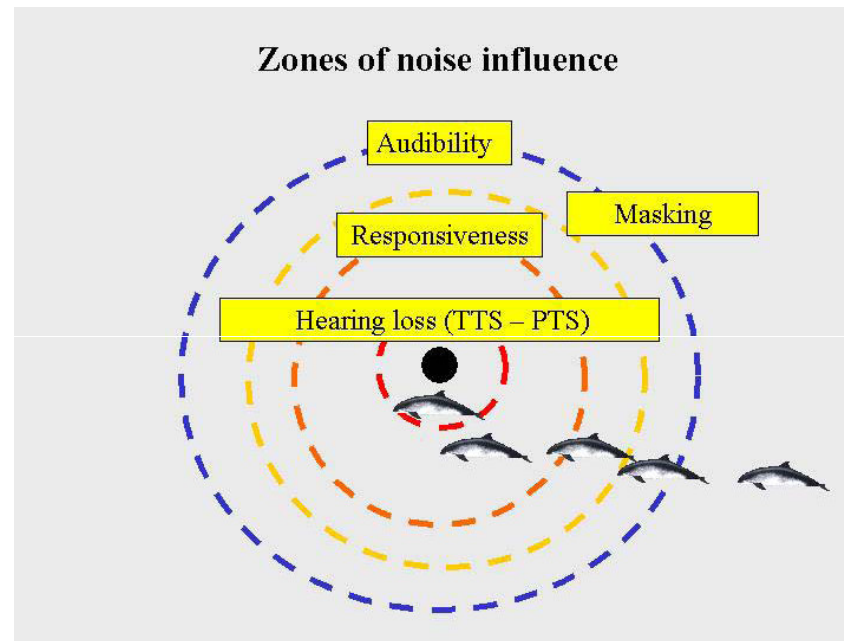 Zones of noise influence
Audibility
Masking
Responsiveness
Hearing loss (TTS – PTS)